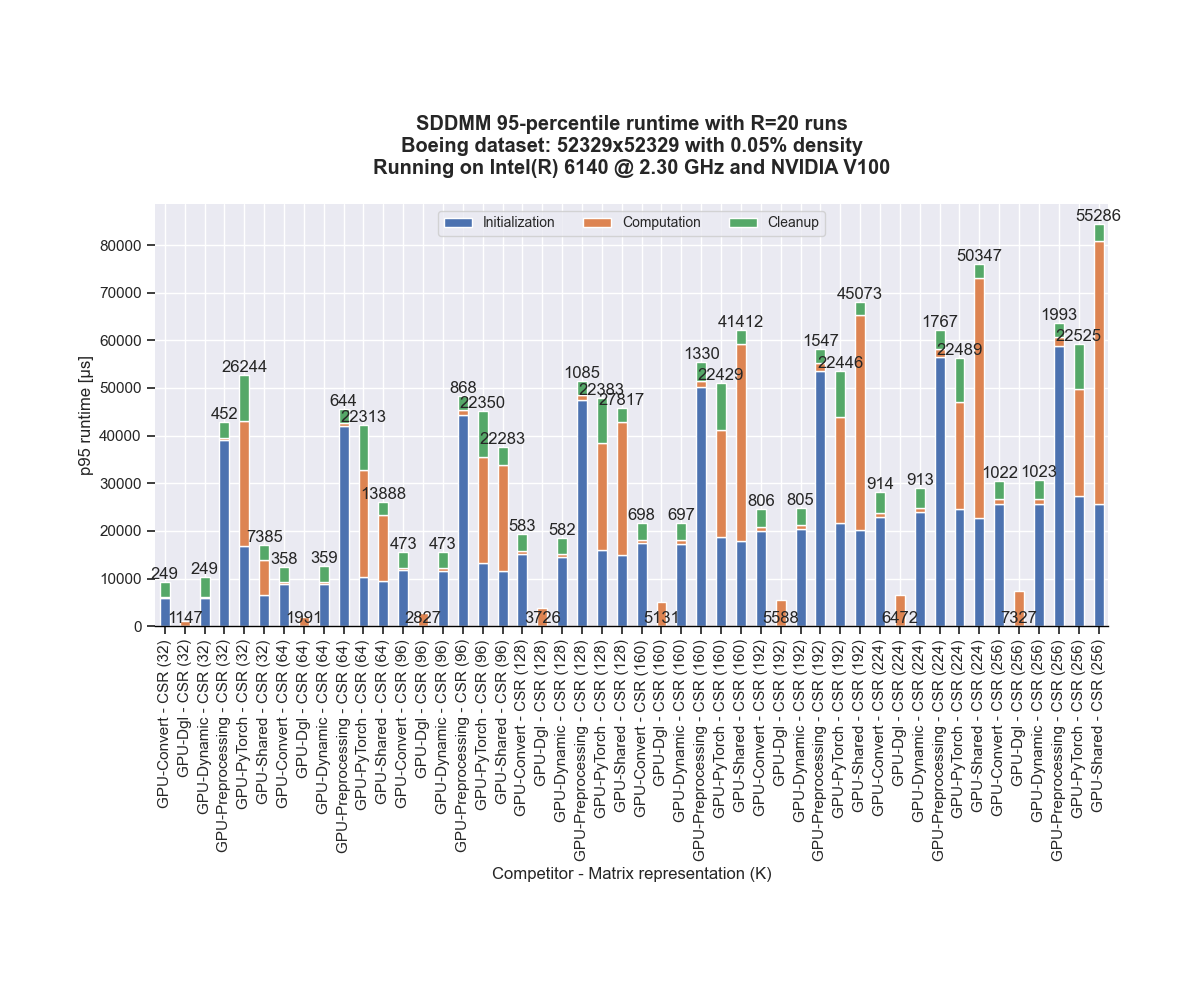 SDDMM 95-percentile runtime with R=20 runs
Boeing dataset: 52329x52329 with 0.05% density
Running on Intel(R) 6140 @ 2.30 GHz and NVIDIA V100
Initialization
Computation
Cleanup
p95 runtime [µs]
80000
70000
60000
50000
40000
30000
20000
10000
0
249
1147
249
452
26244
7385
358
1991
359
644
22313
13888
473
2827
473
868
22350
22283
583
3726
582
1085
22383
27817
698
5131
697
1330
22429
41412
806
5588
805
1547
22446
45073
914
6472
913
1767
22489
50347
1022
7327
1023
1993
22525
55286
GPU-Convert - CSR (32)
GPU-Dgl - CSR (32)
GPU-Dynamic - CSR (32)
GPU-Preprocessing - CSR (32)
GPU-PyTorch - CSR (32)
GPU-Shared - CSR (32)
GPU-Convert - CSR (64)
GPU-Dgl - CSR (64)
GPU-Dynamic - CSR (64)
GPU-Preprocessing - CSR (64)
GPU-PyTorch - CSR (64)
GPU-Shared - CSR (64)
GPU-Convert - CSR (96)
GPU-Dgl - CSR (96)
GPU-Dynamic - CSR (96)
GPU-Preprocessing - CSR (96)
GPU-PyTorch - CSR (96)
GPU-Shared - CSR (96)
GPU-Convert - CSR (128)
GPU-Dgl - CSR (128)
GPU-Dynamic - CSR (128)
GPU-Preprocessing - CSR (128)
GPU-PyTorch - CSR (128)
GPU-Shared - CSR (128)
GPU-Convert - CSR (160)
GPU-Dgl - CSR (160)
GPU-Dynamic - CSR (160)
GPU-Preprocessing - CSR (160)
GPU-PyTorch - CSR (160)
GPU-Shared - CSR (160)
GPU-Convert - CSR (192)
GPU-Dgl - CSR (192)
GPU-Dynamic - CSR (192)
GPU-Preprocessing - CSR (192)
GPU-PyTorch - CSR (192)
GPU-Shared - CSR (192)
GPU-Convert - CSR (224)
GPU-Dgl - CSR (224)
GPU-Dynamic - CSR (224)
GPU-Preprocessing - CSR (224)
GPU-PyTorch - CSR (224)
GPU-Shared - CSR (224)
GPU-Convert - CSR (256)
GPU-Dgl - CSR (256)
GPU-Dynamic - CSR (256)
GPU-Preprocessing - CSR (256)
GPU-PyTorch - CSR (256)
GPU-Shared - CSR (256)
Competitor - Matrix representation (K)